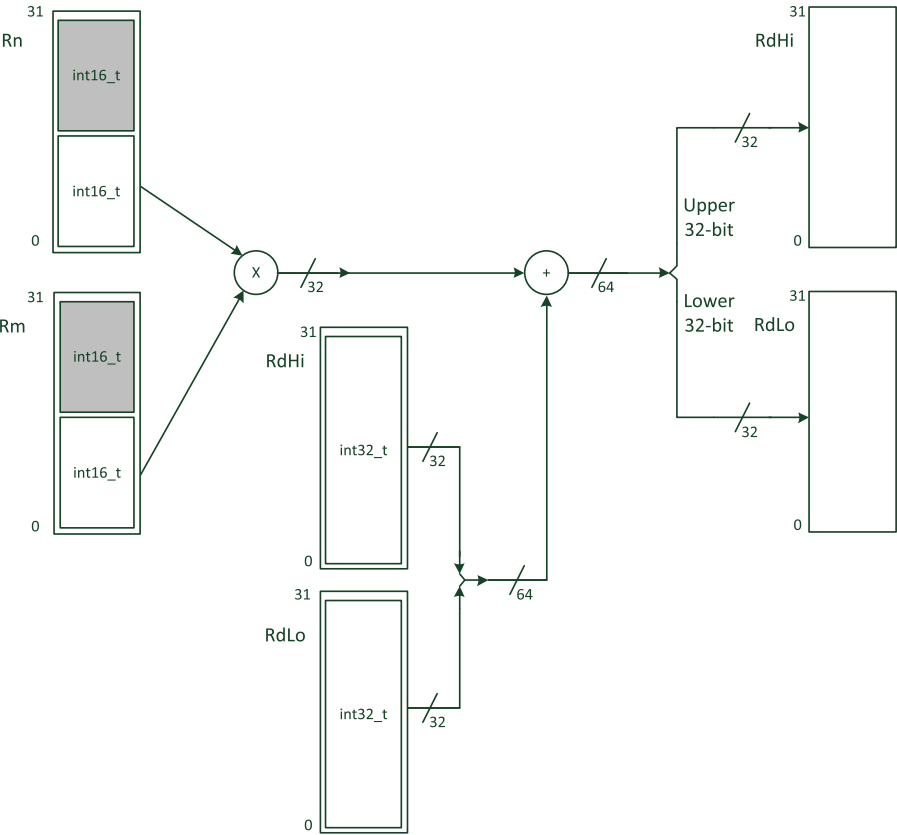 31
Rn
int16_t
int16_t
0
31
Rm
int16_t
int16_t
0
X
32
31
RdHi
int32_t
32
0
31
RdLo
int32_t
32
0
64
+
64
Upper
32-bit
Lower
32-bit
32
32
31
RdHi
0
31
RdLo
0